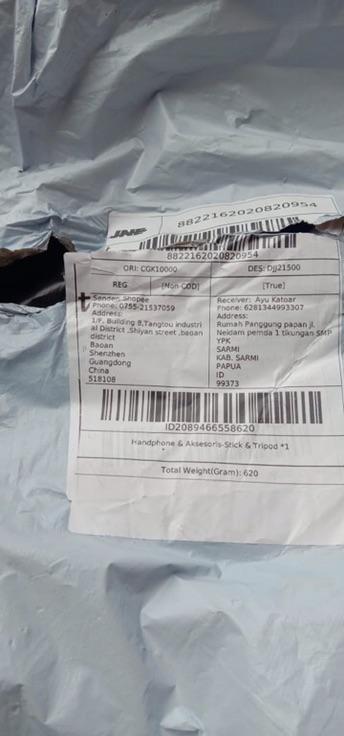 JNE
8822162020820954
8822162020820954
ORI: CGK10000
DES: DJJ21500
REG
[Non-COD]
[True]
Sender: Shopee
Phone: 0755-21537059
Address:
1/F, Building 8,Tangtou industri
al District ,Shiyan street ,baoan
district
Baoan
Shenzhen
Guangdong
China
518108
Receiver: Ayu Katoar
Phone: 6281344993307
Address:
Rumah Panggung papan jl.
Neidam pemda 1 tikungan SMP
YPK
SARMI
KAB. SARMI
PAPUA
ID
99373
ID2089466558620
Handphone & Aksesoris-Stick & Tripod *1
Total Weight(Gram): 620